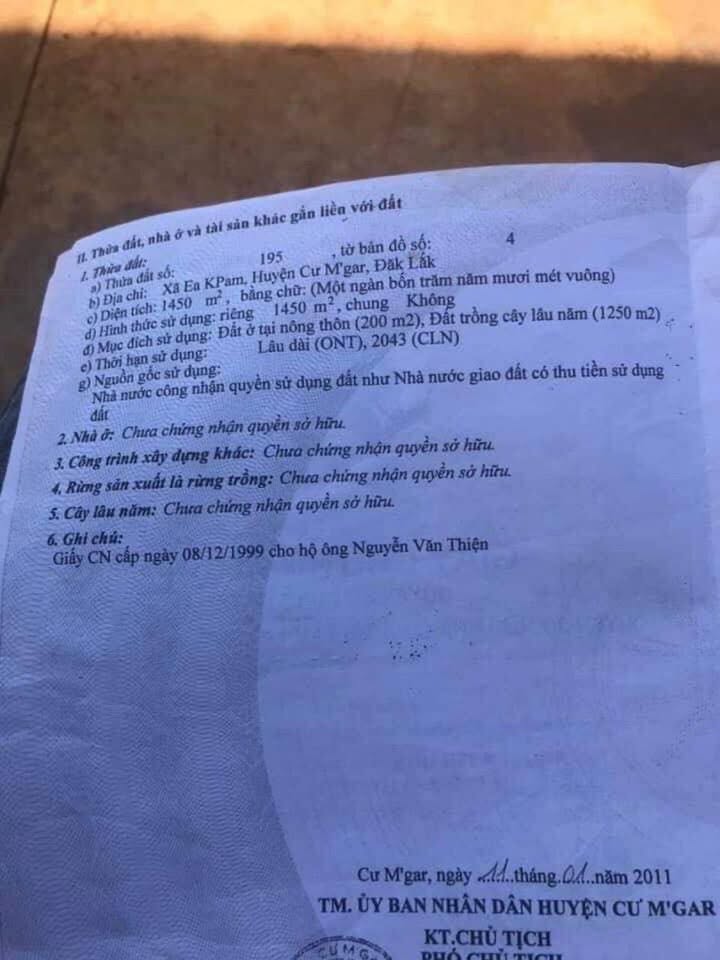 II. Thửa đất, nhà ở và tài sản khác gắn liền với đất
1. Thửa đất:
a) Thửa đất số: 195 , tờ bản đồ số: 4
b) Địa chỉ: Xã Ea KPam, Huyện Cư M'gar, Đăk Lắk
c) Diện tích: 1450 m², bằng chữ: (Một ngàn bốn trăm năm mươi mét vuông)
d) Hình thức sử dụng: riêng 1450 m², chung Không
đ) Mục đích sử dụng: Đất ở tại nông thôn (200 m2), Đất trồng cây lâu năm (1250 m2)
e) Thời hạn sử dụng: Lâu dài (ONT), 2043 (CLN)
g) Nguồn gốc sử dụng:
Nhà nước công nhận quyền sử dụng đất như Nhà nước giao đất có thu tiền sử dụng
đất
2. Nhà ở: Chưa chứng nhận quyền sở hữu.
3. Công trình xây dựng khác: Chưa chứng nhận quyền sở hữu.
4. Rừng sản xuất là rừng trồng: Chưa chứng nhận quyền sở hữu.
5. Cây lâu năm: Chưa chứng nhận quyền sở hữu.
6. Ghi chú:
Giấy CN cấp ngày 08/12/1999 cho hộ ông Nguyễn Văn Thiện
Cư M'gar, ngày 11 tháng 01 năm 2011
TM. ỦY BAN NHÂN DÂN HUYỆN CƯ M'GAR
KT.CHỦ TỊCH
PHÓ CHỦ TỊCH
CƯ M'GAR